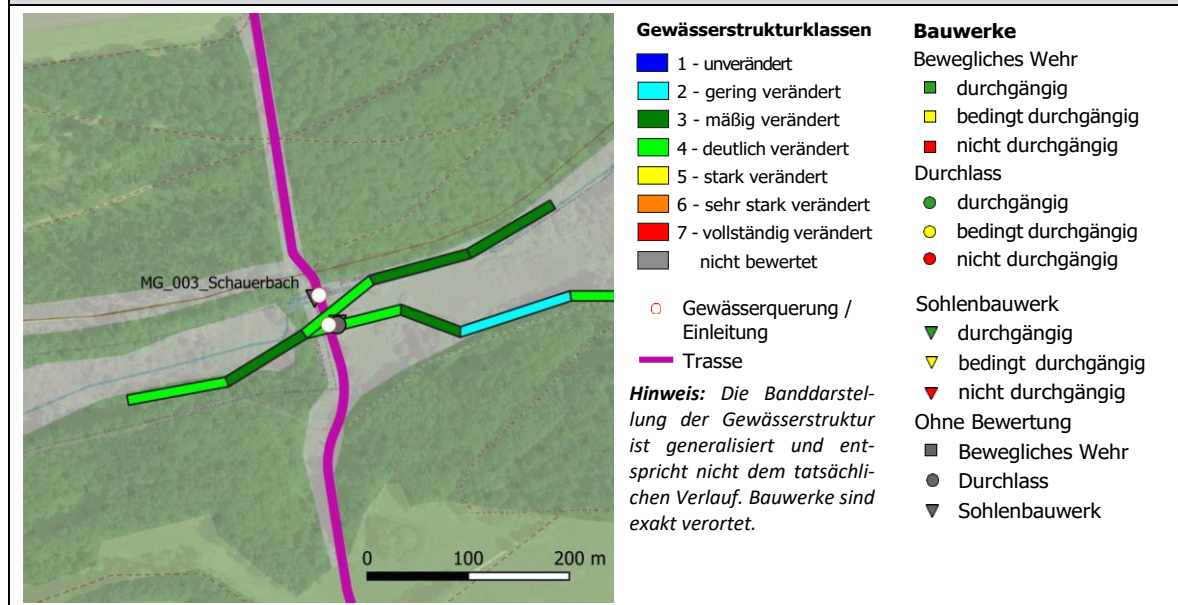 MG_003_Schauerbach
0 100 200 m
Gewässerstrukturklassen
1 - unverändert
2 - gering verändert
3 - mäßig verändert
4 - deutlich verändert
5 - stark verändert
6 - sehr stark verändert
7 - vollständig verändert
nicht bewertet
Gewässerquerung /
Einleitung
Trasse
Hinweis: Die Banddarstel-
lung der Gewässerstruktur
ist generalisiert und ent-
spricht nicht dem tatsächli-
chen Verlauf. Bauwerke sind
exakt verortet.
Bauwerke
Bewegliches Wehr
durchgängig
bedingt durchgängig
nicht durchgängig
Durchlass
durchgängig
bedingt durchgängig
nicht durchgängig
Sohlenbauwerk
durchgängig
bedingt durchgängig
nicht durchgängig
Ohne Bewertung
Bewegliches Wehr
Durchlass
Sohlenbauwerk